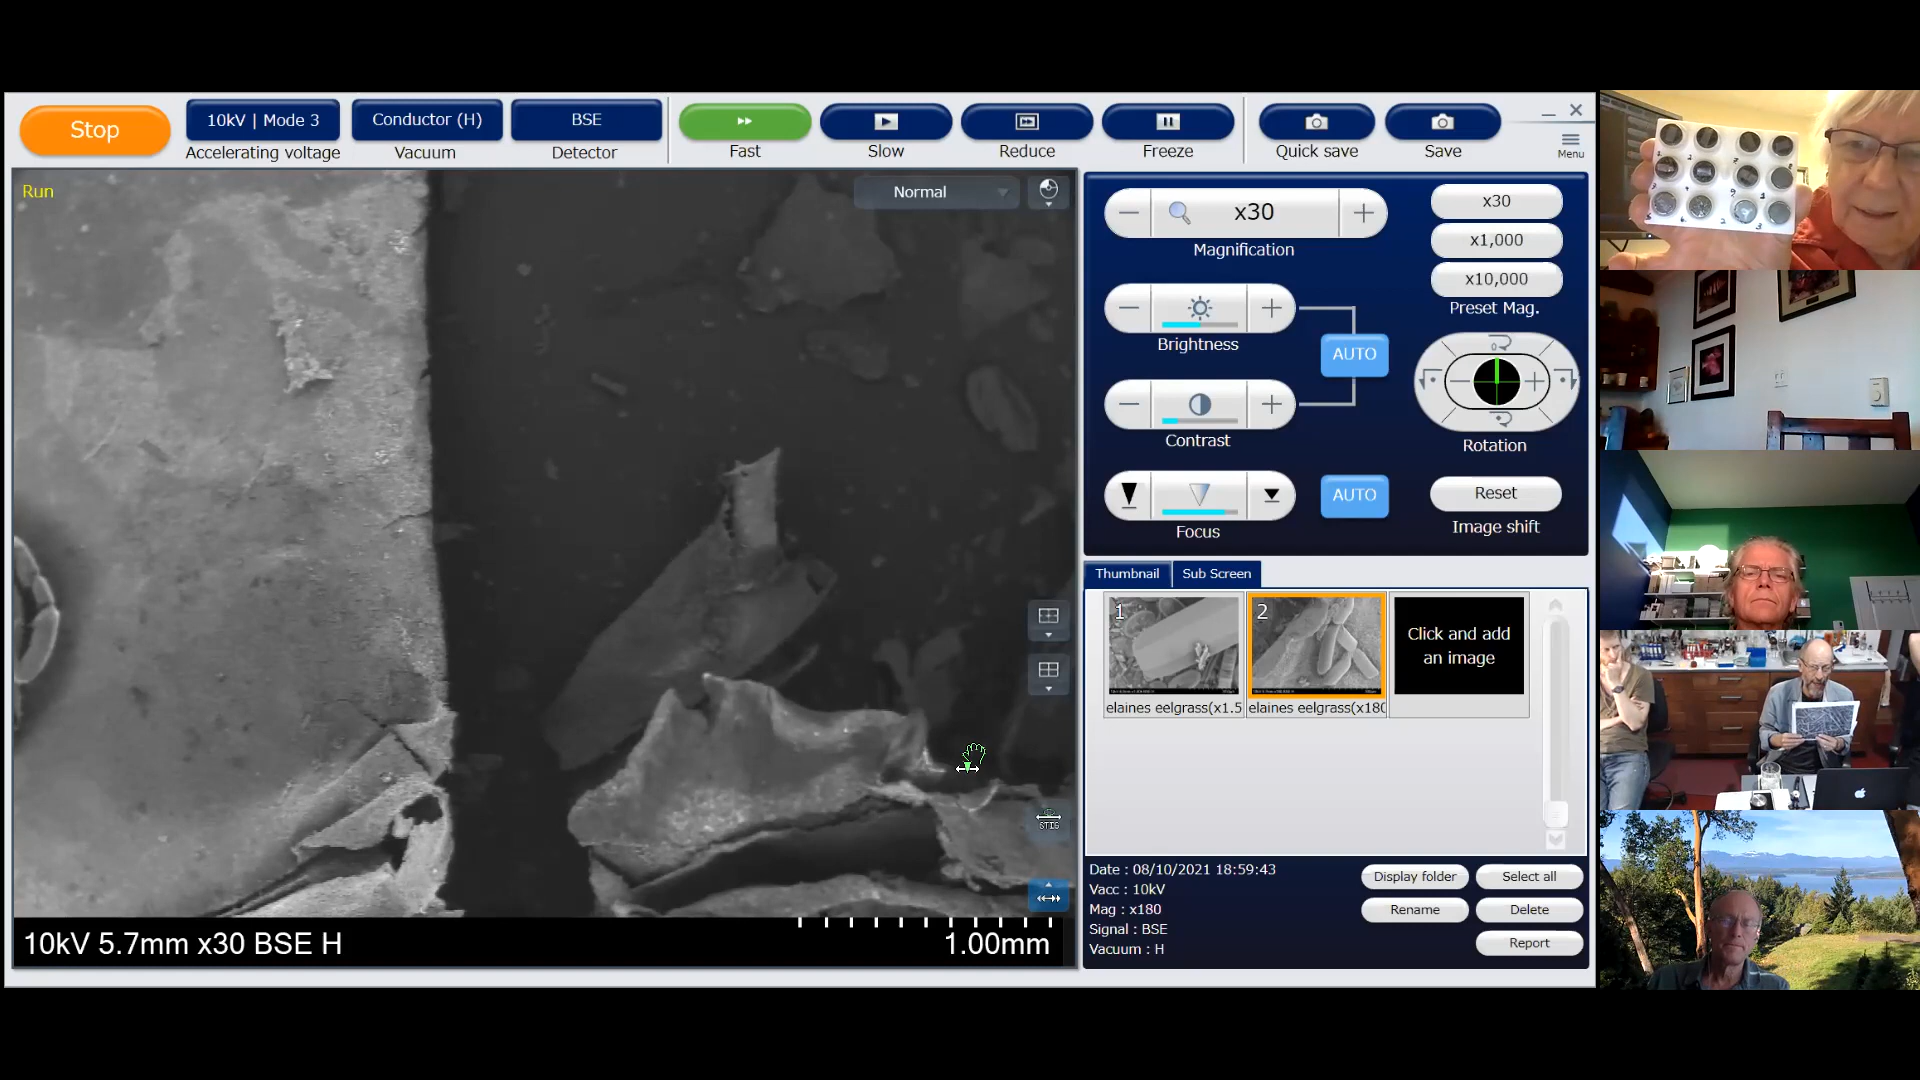 Stop
10kV | Mode 3
Accelerating voltage
Conductor (H)
Vacuum
BSE
Detector
Fast
Slow
Reduce
Freeze
Quick save
Save
Menu
Run
Normal
x30
Magnification
x30
x1,000
x10,000
Preset Mag.
Brightness
AUTO
Contrast
Rotation
AUTO
Focus
Reset
Image shift
Thumbnail
Sub Screen
1
2
Click and add
an image
elaines eelgrass(x1.5
elaines eelgrass(x180
STIG
Date : 08/10/2021 18:59:43
Vacc : 10kV
Mag : x180
Signal : BSE
Vacuum : H
Display folder
Select all
Rename
Delete
Report
10kV 5.7mm x30 BSE H
1.00mm